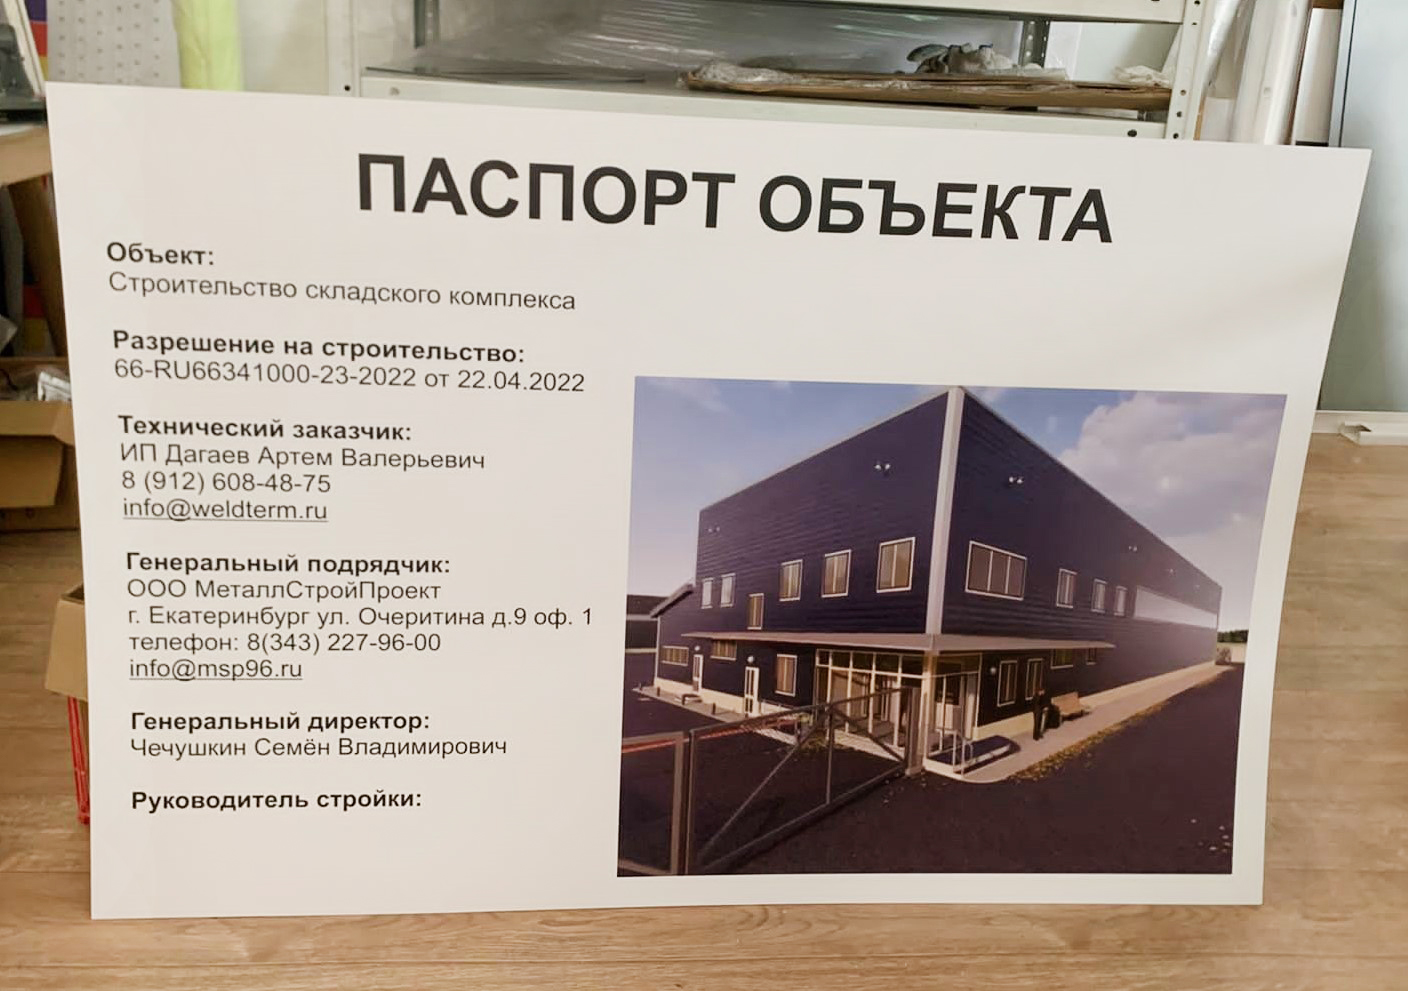 ПАСПОРТ ОБЪЕКТА
Объект:
Строительство складского комплекса
Разрешение на строительство:
66-RU66341000-23-2022 от 22.04.2022
Технический заказчик:
ИП Дагаев Артем Валерьевич
8 (912) 608-48-75
info@weldterm.ru
Генеральный подрядчик:
ООО МеталлСтройПроект
г. Екатеринбург ул. Очеритина д.9 оф. 1
телефон: 8(343) 227-96-00
info@msp96.ru
Генеральный директор:
Чечушкин Семён Владимирович
Руководитель стройки: